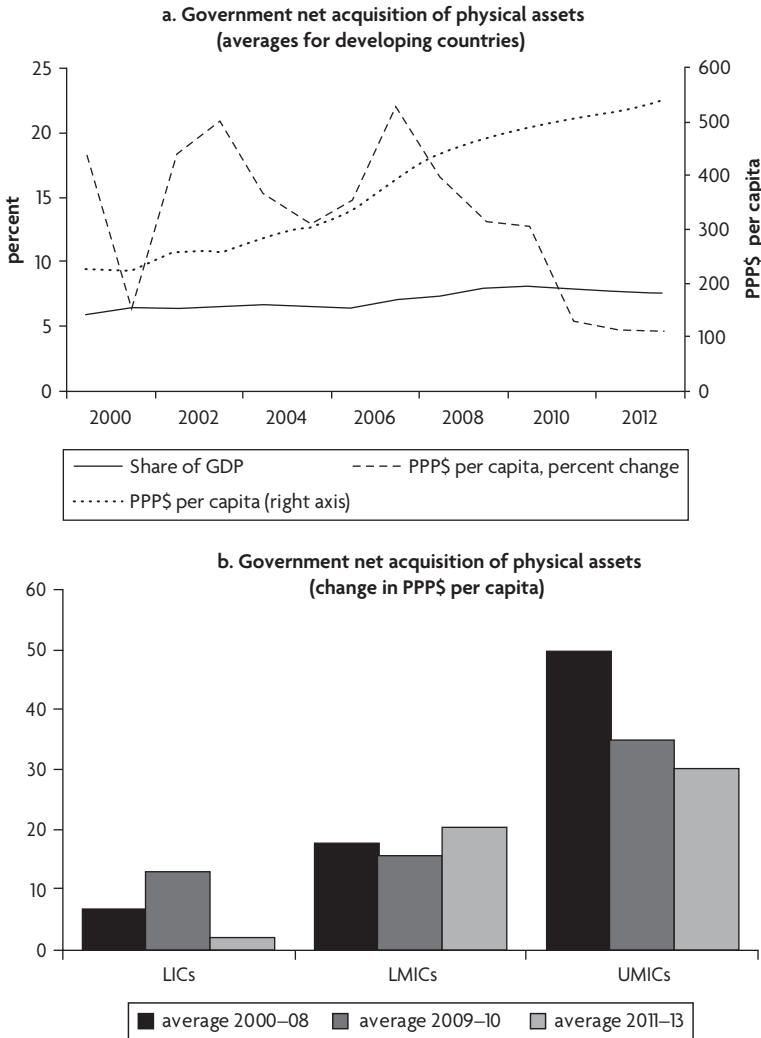 a. Government net acquisition of physical assets
(averages for developing countries)
25
20
15
10
5
0
percent
600
500
400
300
200
100
0
PPP$ per capita
2000 2002 2004 2006 2008 2010 2012
Share of GDP PPP$ per capita, percent change
PPP$ per capita (right axis)
b. Government net acquisition of physical assets
(change in PPP$ per capita)
60
50
40
30
20
10
0
LICs LMICs UMICs
average 2000–08 average 2009–10 average 2011–13